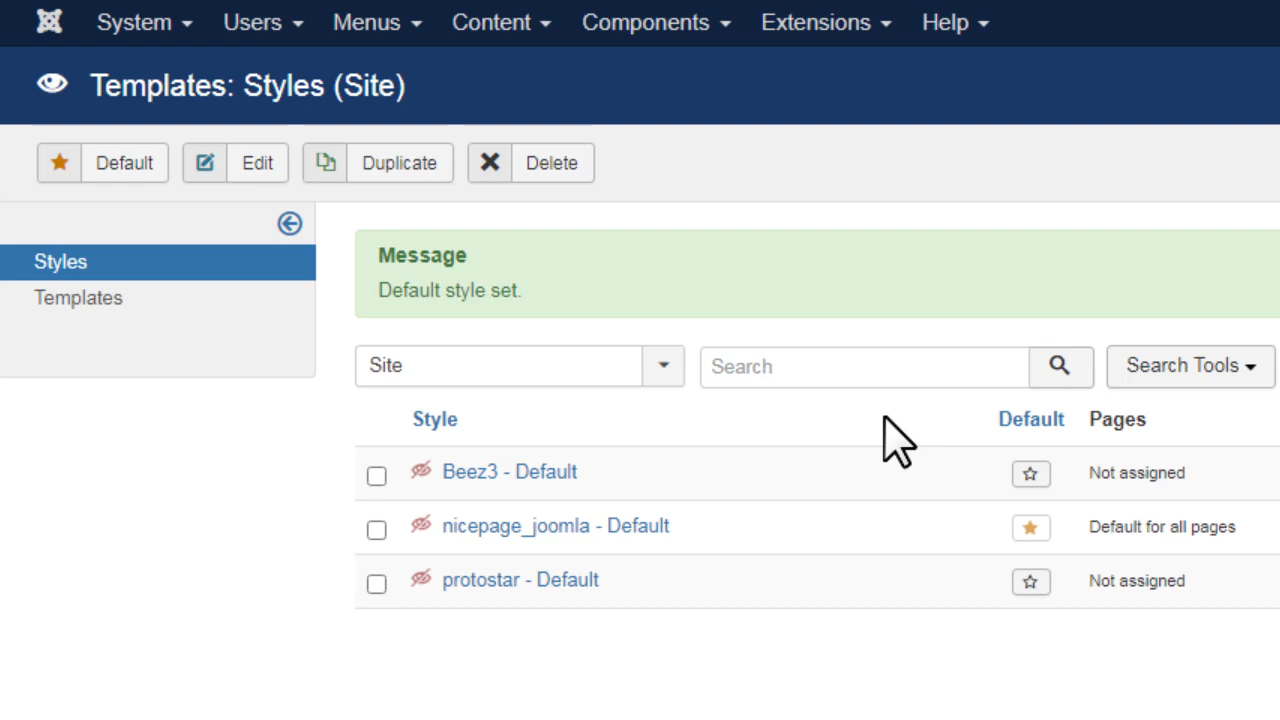 System Users Menus Content Components Extensions Help
Templates: Styles (Site)
Default Edit Duplicate Delete
Styles
Templates
Message
Default style set.
Site Search Search Tools
Style Default Pages
Beez3 - Default Not assigned
nicepage_joomla - Default Default for all pages
protostar - Default Not assigned